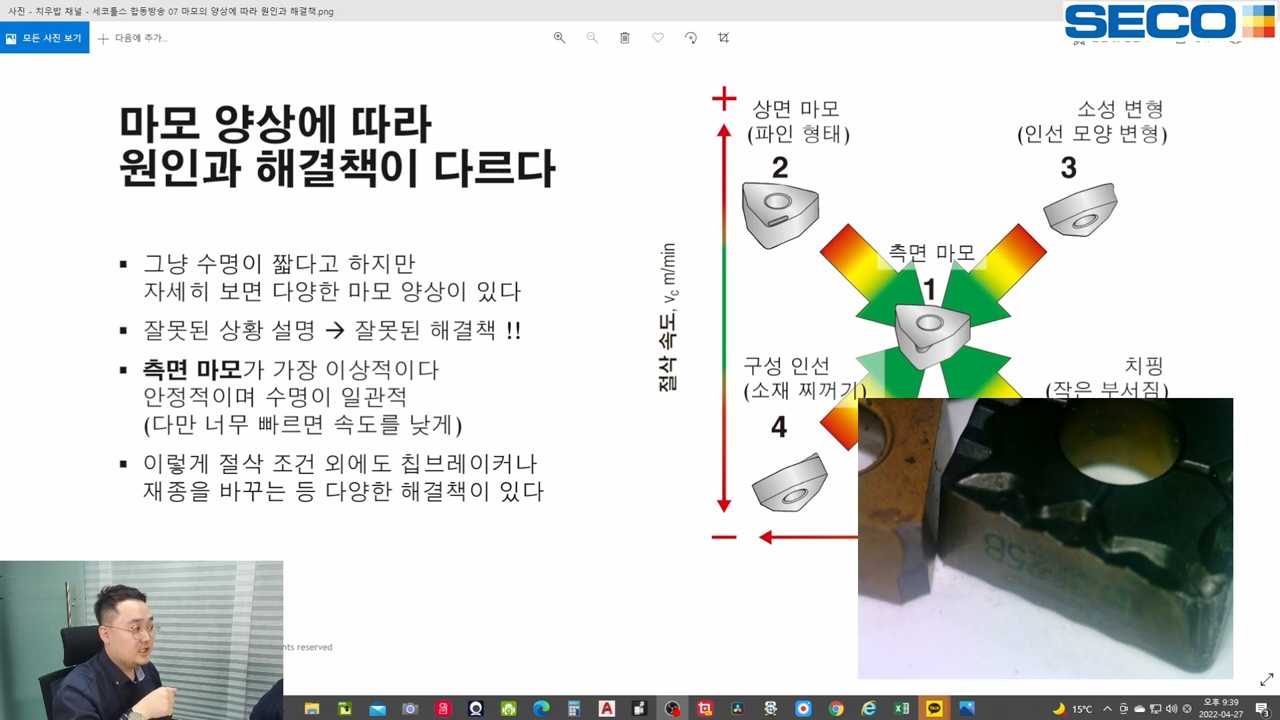 사진 - 치우밥 채널 - 세코툴스 합동방송 07 마모의 양상에 따라 원인과 해결책.png
모든 사진 보기
다음에 추가...
SECO
마모 양상에 따라
원인과 해결책이 다르다
▪ 그냥 수명이 짧다고 하지만
자세히 보면 다양한 마모 양상이 있다
▪ 잘못된 상황 설명 → 잘못된 해결책 !!
▪ 측면 마모가 가장 이상적이다
안정적이며 수명이 일관적
(다만 너무 빠르면 속도를 낮게)
▪ 이렇게 절삭 조건 외에도 칩브레이커나
재종을 바꾸는 등 다양한 해결책이 있다
+
상면 마모
(파인 형태)
2
소성 변형
(인선 모양 변형)
3
측면 마모
1
절삭 속도, vc m/min
구성 인선
(소재 찌꺼기)
4
치핑
(작은 부서짐)
−
hts reserved
15°C
오후 9:39
2022-04-27
3